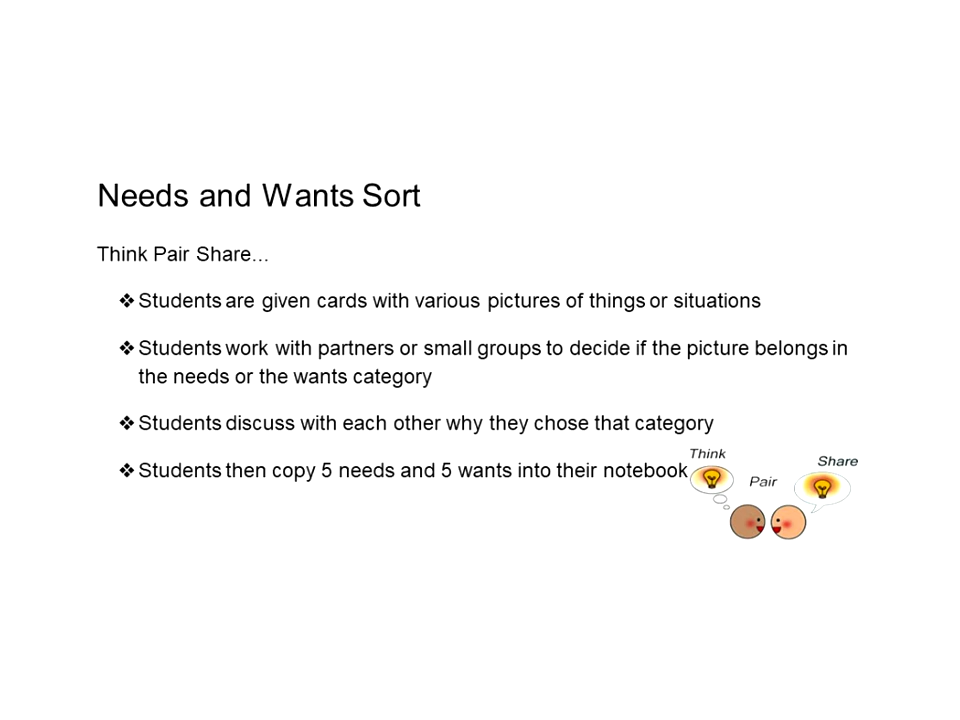 Needs and Wants Sort
Think Pair Share...
❖ Students are given cards with various pictures of things or situations
❖ Students work with partners or small groups to decide if the picture belongs in
the needs or the wants category
❖ Students discuss with each other why they chose that category
❖ Students then copy 5 needs and 5 wants into their notebook
Think
Pair
Share